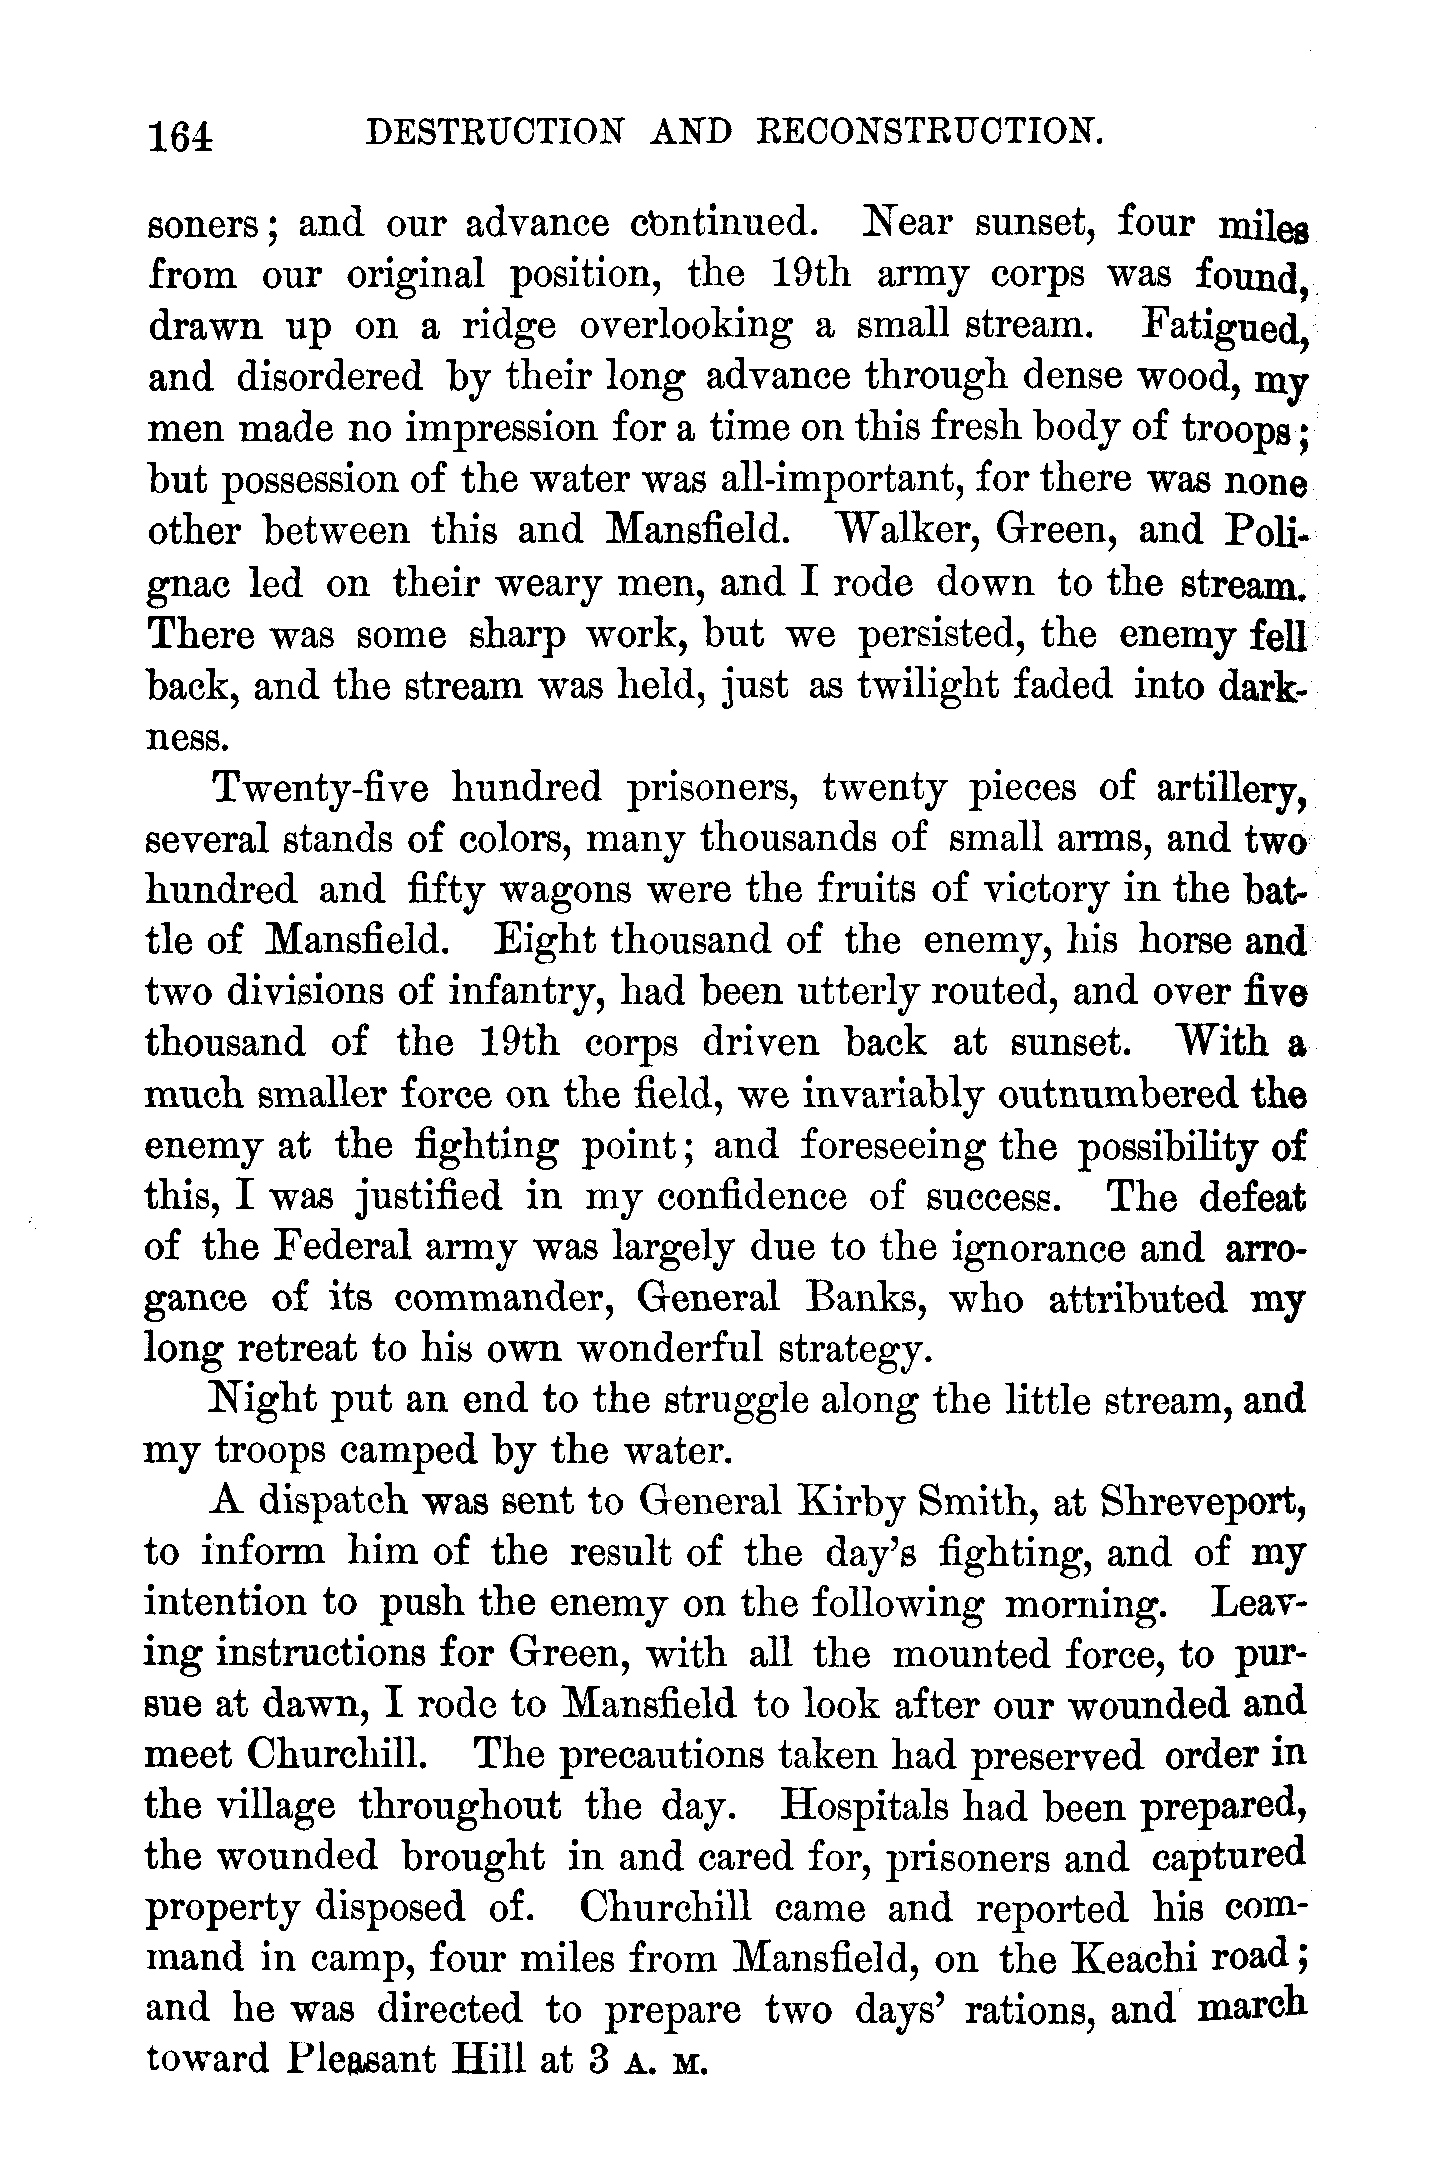 164 DESTRUCTION AND RECONSTRUCTION.
soners; and our advance continued. Near sunset, four miles
from our original position, the 19th army corps was found,
drawn up on a ridge overlooking a small stream. Fatigued,
and disordered by their long advance through dense wood, my
men made no impression for a time on this fresh body of troops;
but possession of the water was all-important, for there was none
other between this and Mansfield. Walker, Green, and Poli-
gnac led on their weary men, and I rode down to the stream.
There was some sharp work, but we persisted, the enemy fell
back, and the stream was held, just as twilight faded into dark-
ness.
Twenty-five hundred prisoners, twenty pieces of artillery,
several stands of colors, many thousands of small arms, and two
hundred and fifty wagons were the fruits of victory in the bat-
tle of Mansfield. Eight thousand of the enemy, his horse and
two divisions of infantry, had been utterly routed, and over five
thousand of the 19th corps driven back at sunset. With a
much smaller force on the field, we invariably outnumbered the
enemy at the fighting point; and foreseeing the possibility of
this, I was justified in my confidence of success. The defeat
of the Federal army was largely due to the ignorance and arro-
gance of its commander, General Banks, who attributed my
long retreat to his own wonderful strategy.
Night put an end to the struggle along the little stream, and
my troops camped by the water.
A dispatch was sent to General Kirby Smith, at Shreveport,
to inform him of the result of the day's fighting, and of my
intention to push the enemy on the following morning. Leav-
ing instructions for Green, with all the mounted force, to pur-
sue at dawn, I rode to Mansfield to look after our wounded and
meet Churchill. The precautions taken had preserved order in
the village throughout the day. Hospitals had been prepared,
the wounded brought in and cared for, prisoners and captured
property disposed of. Churchill came and reported his com-
mand in camp, four miles from Mansfield, on the Keachi road;
and he was directed to prepare two days' rations, and march
toward Pleasant Hill at 3 A. M.